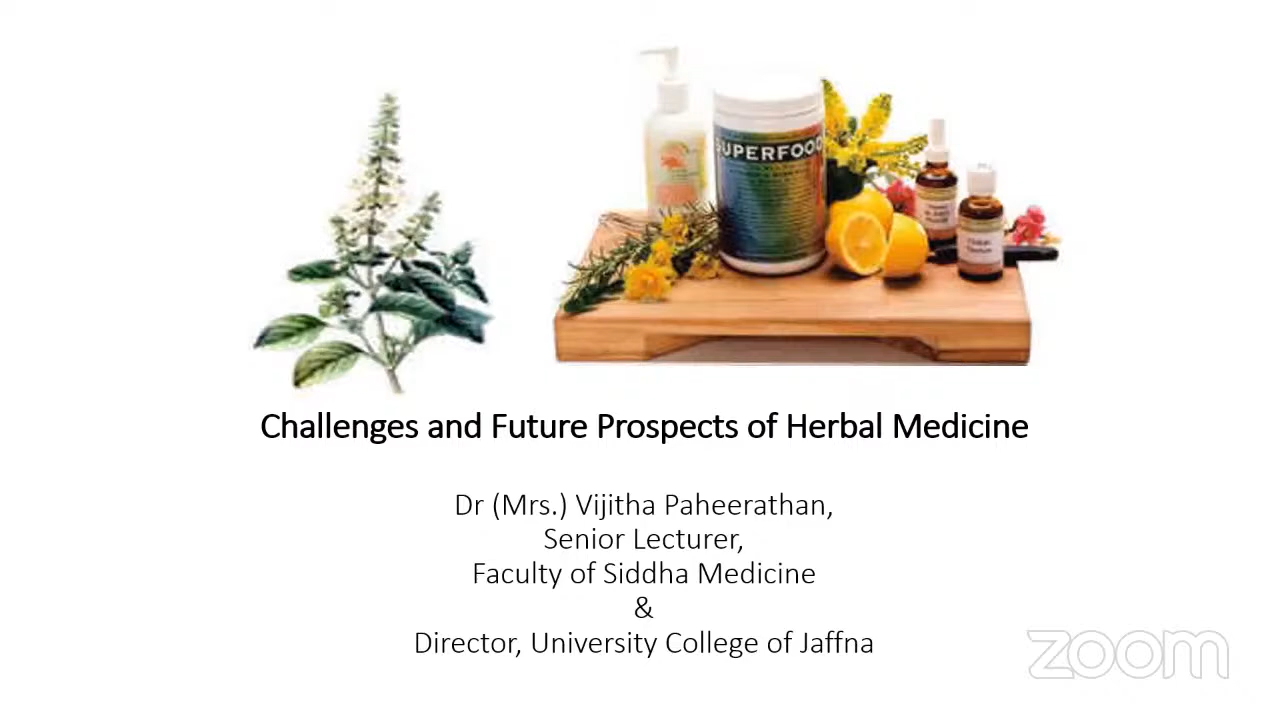 SUPERFOOD
Challenges and Future Prospects of Herbal Medicine
Dr (Mrs.) Vijitha Paheerathan,
Senior Lecturer,
Faculty of Siddha Medicine
&
Director, University College of Jaffna
zoom